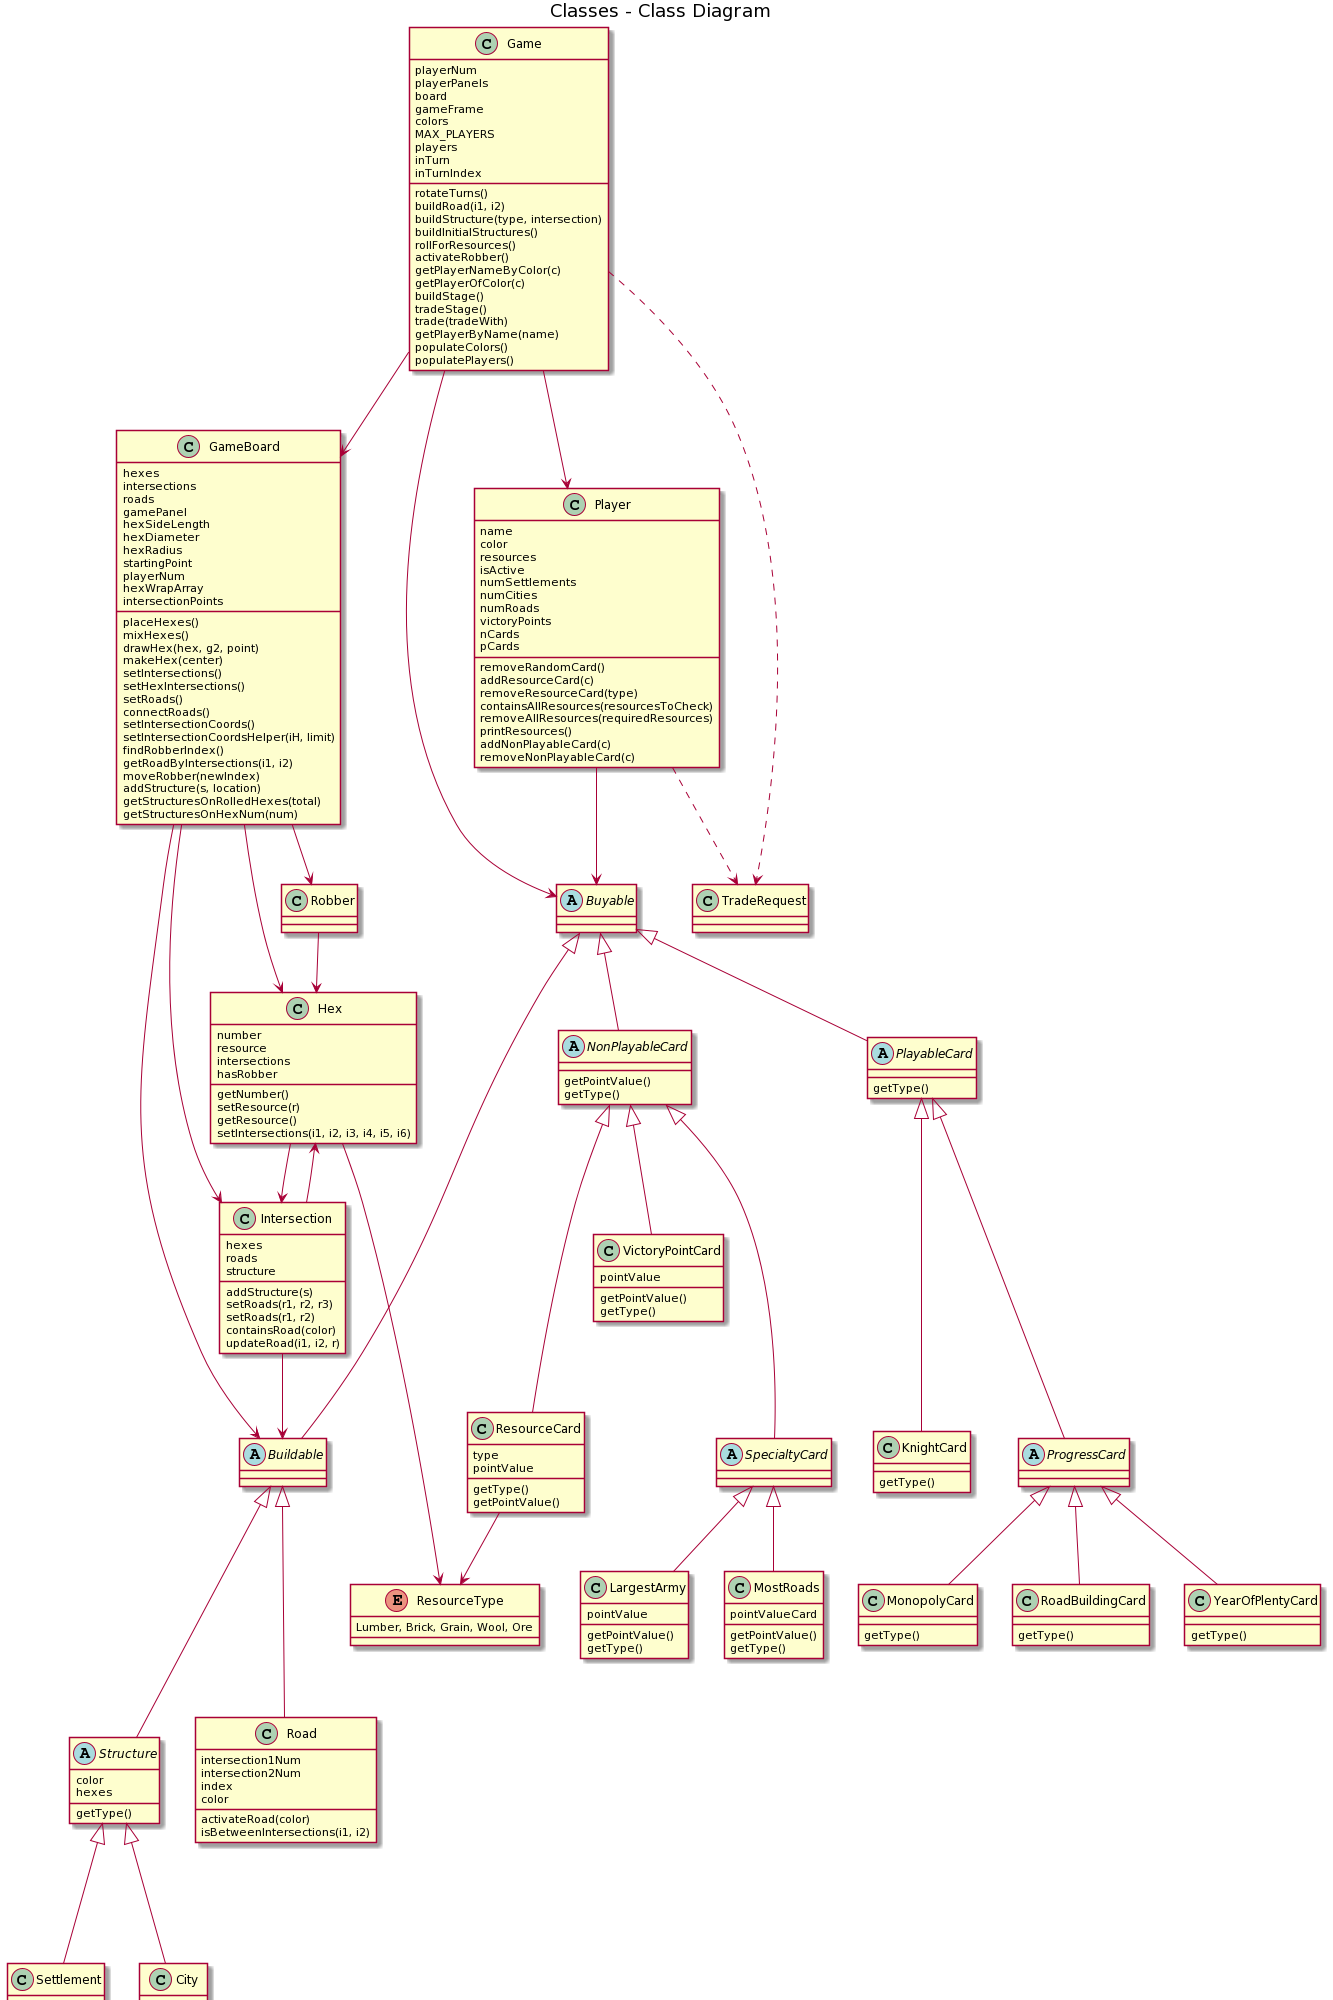 Classes - Class Diagram
C Game
playerNum
playerPanels
board
gameFrame
colors
MAX_PLAYERS
players
inTurn
inTurnIndex
rotateTurns()
buildRoad(i1, i2)
buildStructure(type, intersection)
buildInitialStructures()
rollForResources()
activateRobber()
getPlayerNameByColor(c)
getPlayerOfColor(c)
buildStage()
tradeStage()
trade(tradeWith)
getPlayerByName(name)
populateColors()
populatePlayers()
C GameBoard
hexes
intersections
roads
gamePanel
hexSideLength
hexDiameter
hexRadius
startingPoint
playerNum
hexWrapArray
intersectionPoints
placeHexes()
mixHexes()
drawHex(hex, g2, point)
makeHex(center)
setIntersections()
setHexIntersections()
setRoads()
connectRoads()
setIntersectionCoords()
setIntersectionCoordsHelper(iH, limit)
findRobberIndex()
getRoadByIntersections(i1, i2)
moveRobber(newIndex)
addStructure(s, location)
getStructuresOnRolledHexes(total)
getStructuresOnHexNum(num)
C Player
name
color
resources
isActive
numSettlements
numCities
numRoads
victoryPoints
nCards
pCards
removeRandomCard()
addResourceCard(c)
removeResourceCard(type)
containsAllResources(resourcesToCheck)
removeAllResources(requiredResources)
printResources()
addNonPlayableCard(c)
removeNonPlayableCard(c)
C Robber
A Buyable
C TradeRequest
C Hex
number
resource
intersections
hasRobber
getNumber()
setResource(r)
getResource()
setIntersections(i1, i2, i3, i4, i5, i6)
A NonPlayableCard
getPointValue()
getType()
A PlayableCard
getType()
C Intersection
hexes
roads
structure
addStructure(s)
setRoads(r1, r2, r3)
setRoads(r1, r2)
containsRoad(color)
updateRoad(i1, i2, r)
C VictoryPointCard
pointValue
getPointValue()
getType()
A Buildable
C ResourceCard
type
pointValue
getType()
getPointValue()
A SpecialtyCard
C KnightCard
getType()
A ProgressCard
E ResourceType
Lumber, Brick, Grain, Wool, Ore
C LargestArmy
pointValue
getPointValue()
getType()
C MostRoads
pointValueCard
getPointValue()
getType()
C MonopolyCard
getType()
C RoadBuildingCard
getType()
C YearOfPlentyCard
getType()
A Structure
color
hexes
getType()
C Road
intersection1Num
intersection2Num
index
color
activateRoad(color)
isBetweenIntersections(i1, i2)
C Settlement
C City